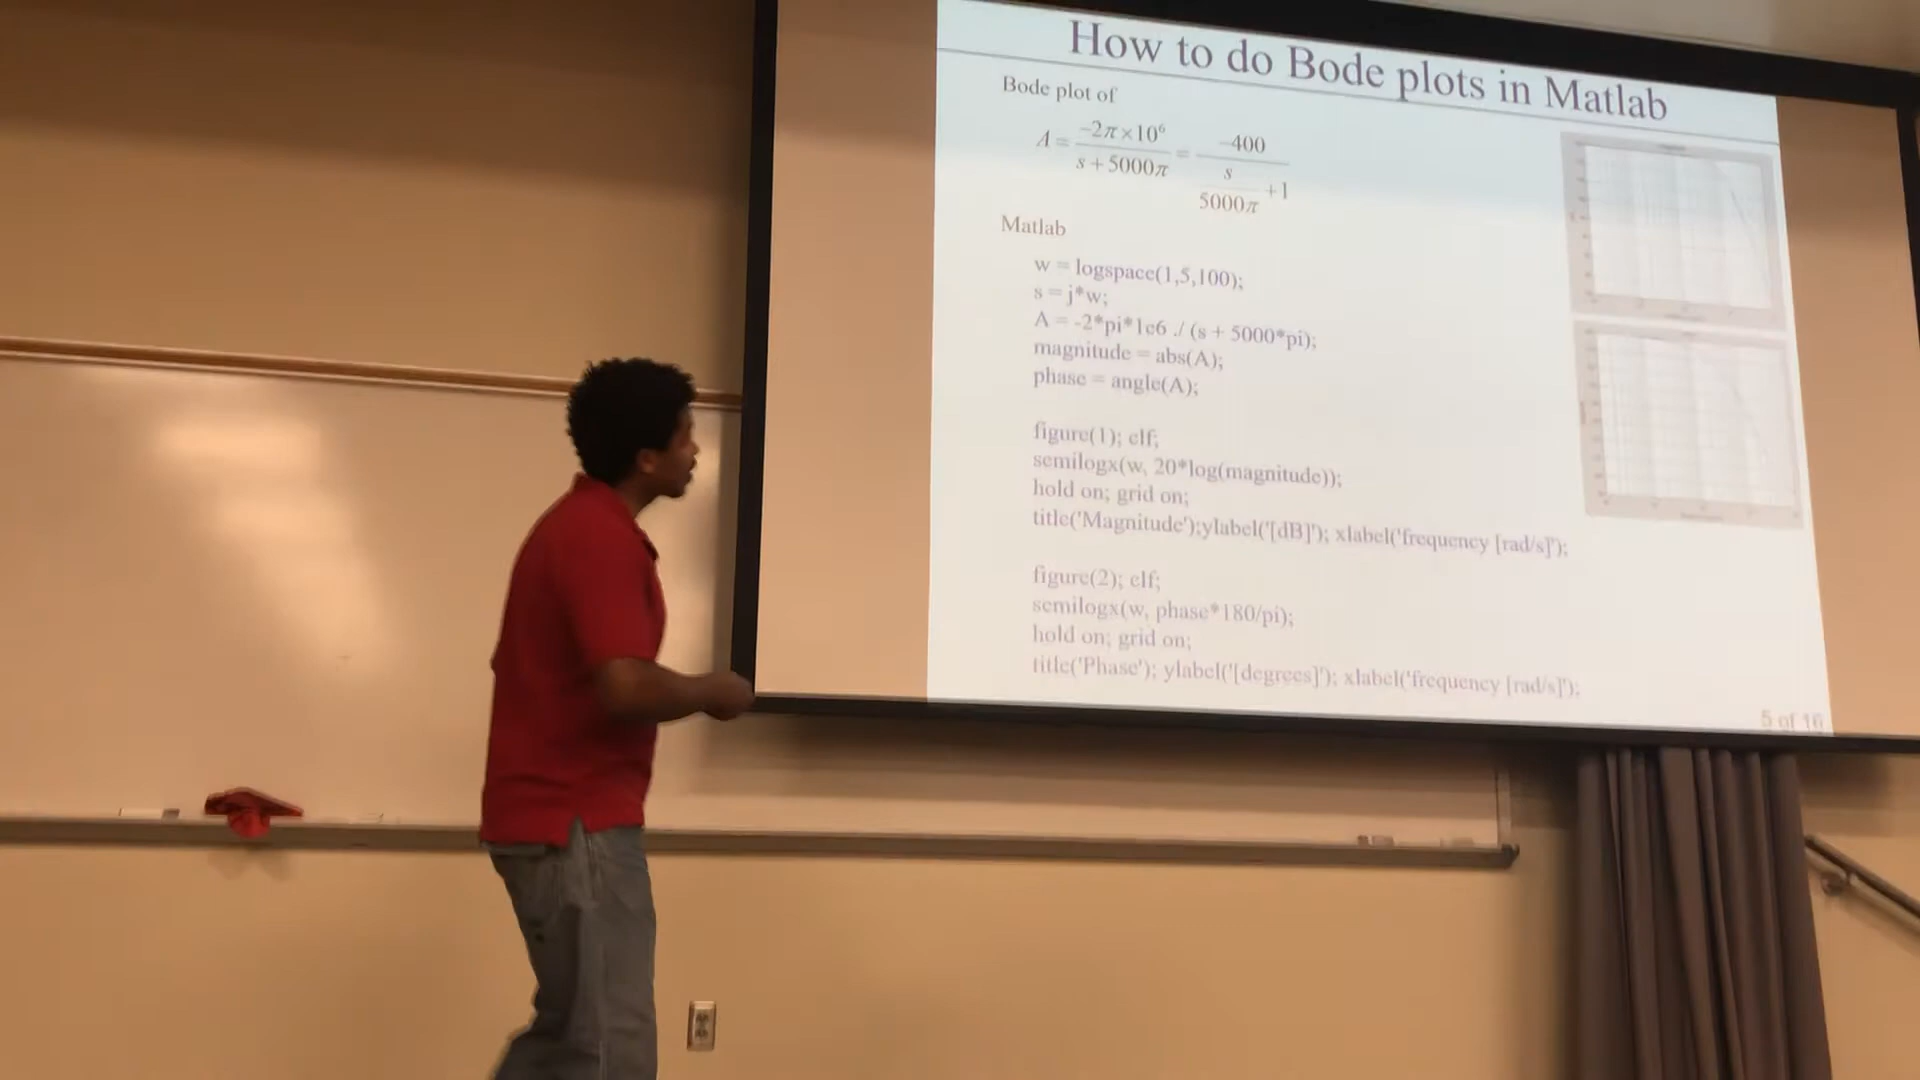 How to do Bode plots in Matlab
Bode plot of
A = −2π×10⁶ / (s + 5000π) = −400 / (s/5000π + 1)
Matlab
w = logspace(1,5,100);
s = j*w;
A = -2*pi*1e6 ./ (s + 5000*pi);
magnitude = abs(A);
phase = angle(A);
figure(1); clf;
semilogx(w, 20*log(magnitude));
hold on; grid on;
title('Magnitude');ylabel('[dB]'); xlabel('frequency [rad/s]');
figure(2); clf;
semilogx(w, phase*180/pi);
hold on; grid on;
title('Phase'); ylabel('[degrees]'); xlabel('frequency [rad/s]');
5 of 16